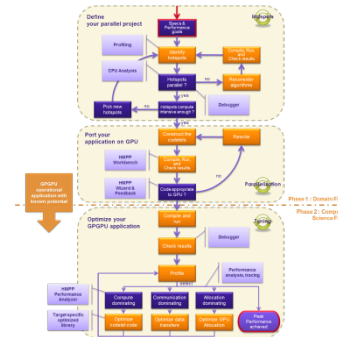 Define
your parallel project
Hotspots
Specs &
Performance
goals
Profiling
Identify
hotspots
Compile, Run,
and
Check results
CPU Analysis
Hotspots
parallel ?
no
Reconsider
algorithms
yes
Pick new
hotspots
no
Hotspots compute
intensive enough ?
Debugger
yes
Port your
application on GPU
Construct the
codelets
Rewrite
HMPP
Workbench
Compile, Run,
and
Check results
no
HMPP
Wizard &
Feedback
Code appropriate
to GPU ?
Parallelization
GPGPU
operational
application with
known potential
yes
Phase 1 : Domain
Phase 2 : Comp
Science
Optimize your
GPGPU application
Compile and
run
Tuning
Debugger
Check results
Profile
Performance
analysis, tracing
HMPP
Performance
Analyzer
Compute
dominating
Communication
dominating
Allocation
dominating
Target-specific
optimized
library
Optimize
codelet code
Optimize data
transfers
Optimize GPU
Allocation
Peak
Performance
achieved